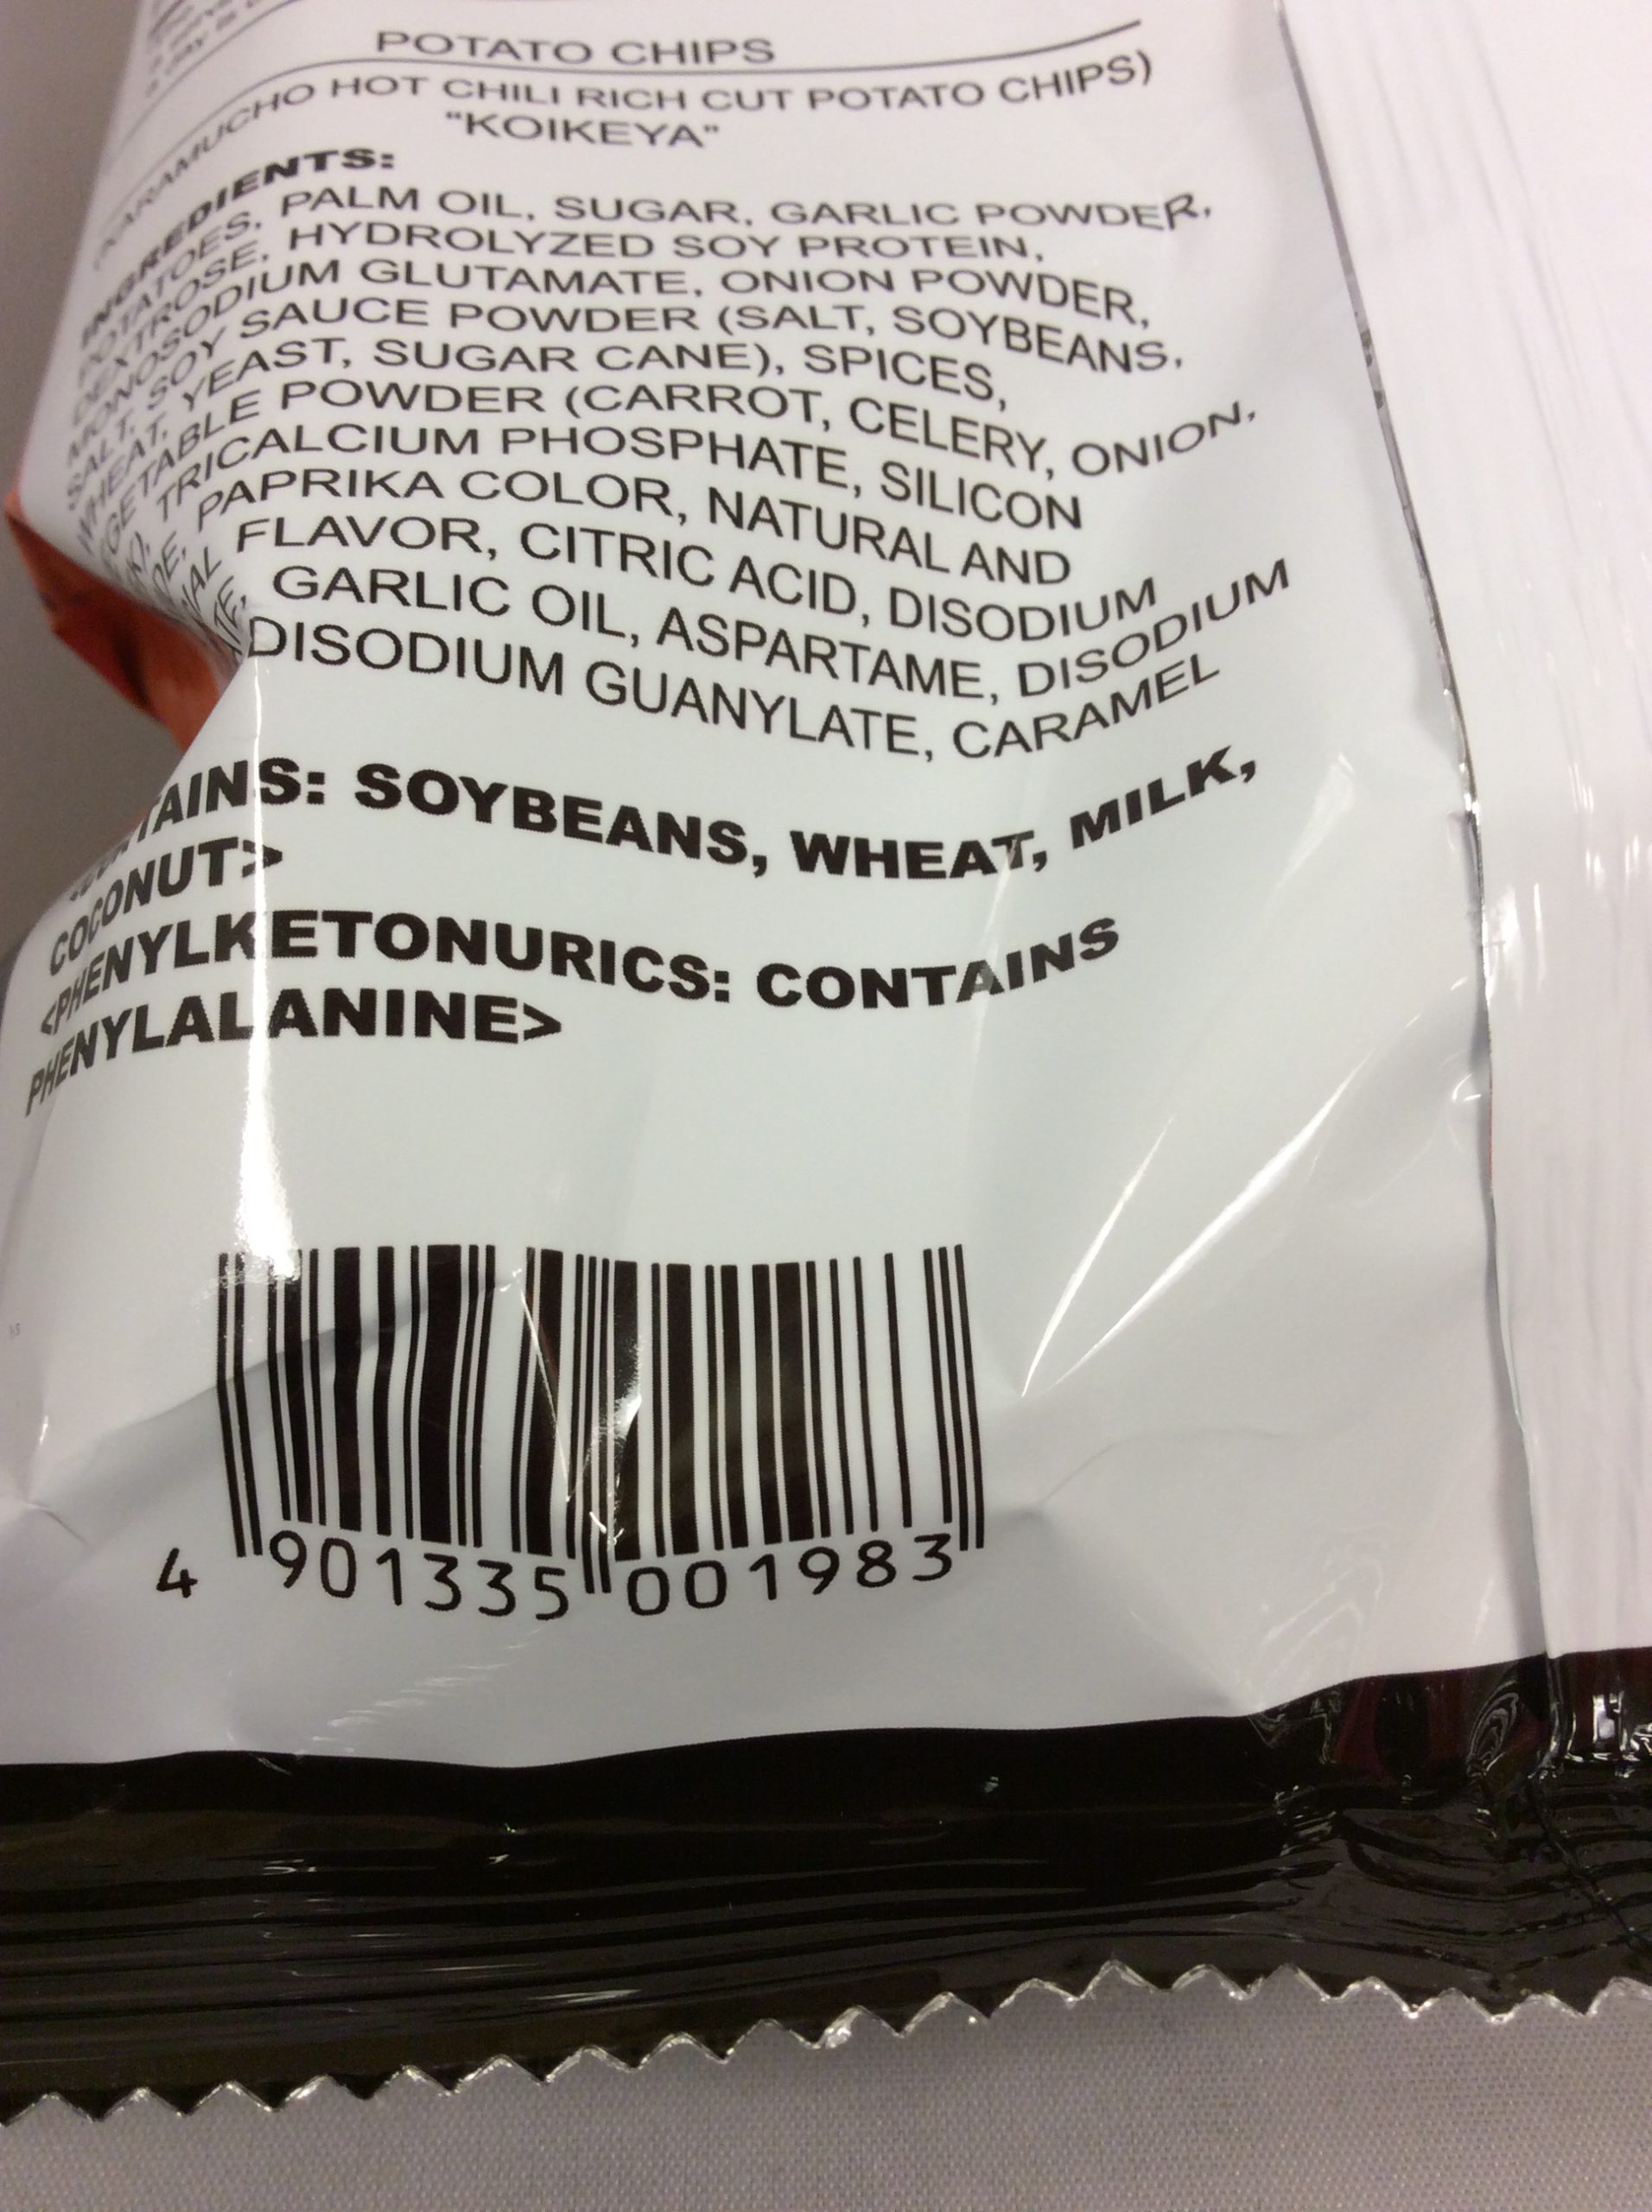 POTATO CHIPS
KARAMUCHO HOT CHILI RICH CUT POTATO CHIPS)
"KOIKEYA"
INGREDIENTS:
POTATOES, PALM OIL, SUGAR, GARLIC POWDER,
DEXTROSE, HYDROLYZED SOY PROTEIN,
MONOSODIUM GLUTAMATE, ONION POWDER,
SALT, SOY SAUCE POWDER (SALT, SOYBEANS,
WHEAT, YEAST, SUGAR CANE), SPICES,
VEGETABLE POWDER (CARROT, CELERY, ONION,
TRICALCIUM PHOSPHATE, SILICON
PAPRIKA COLOR, NATURAL AND
FLAVOR, CITRIC ACID, DISODIUM
GARLIC OIL, ASPARTAME, DISODIUM
DISODIUM GUANYLATE, CARAMEL
<CONTAINS: SOYBEANS, WHEAT, MILK,
COCONUT>
<PHENYLKETONURICS: CONTAINS
PHENYLALANINE>
4 901335 001983